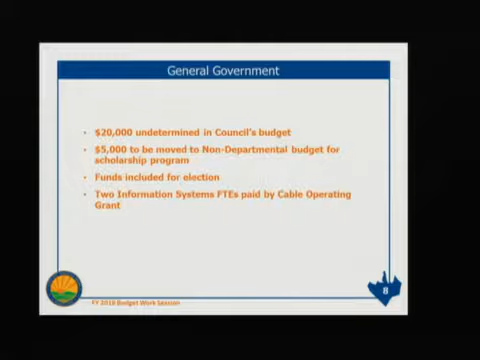 General Government
• $20,000 undetermined in Council's budget
• $5,000 to be moved to Non-Departmental budget for
scholarship program
• Funds included for election
• Two Information Systems FTEs paid by Cable Operating
Grant
FY 2018 Budget Work Session
8